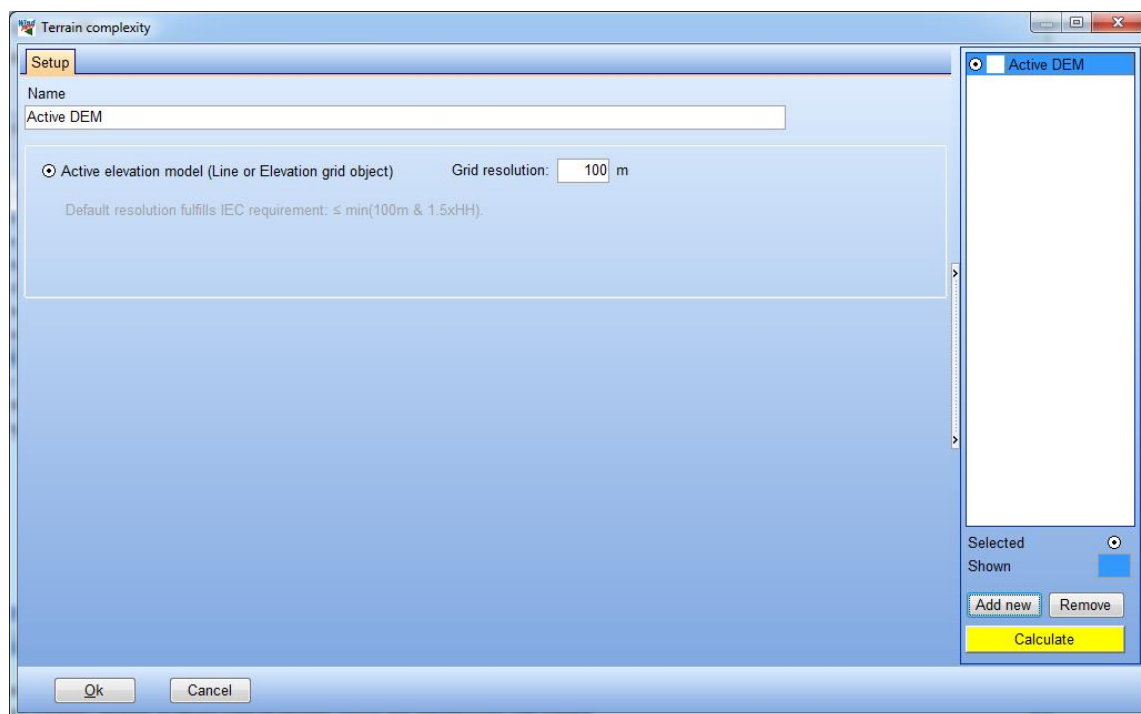 Wind
Terrain complexity
Setup
Name
Active DEM
Active elevation model (Line or Elevation grid object) Grid resolution: 100 m
Default resolution fulfills IEC requirement: ≤ min(100m & 1.5xHH).
Active DEM
Selected
Shown
Add new Remove
Calculate
Ok Cancel